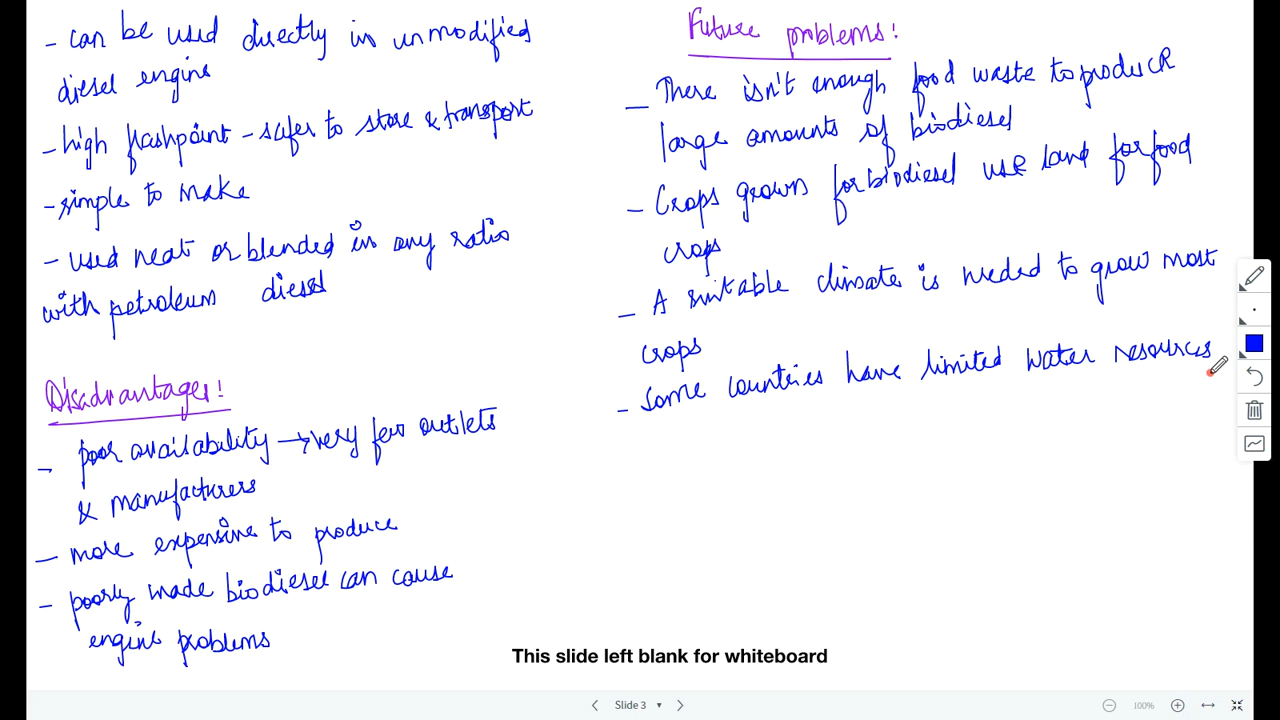 - can be used directly in unmodified
diesel engine
- high flashpoint - safer to store & transport
- simple to make
- used neat or blended in any ratio
with petroleum diesel
Disadvantages!
- poor availability → very few outlets
& manufacturers
- more expensive to produce
- poorly made biodiesel can cause
engine problems
Future problems!
- There isn't enough food waste to produce
large amounts of biodiesel
- Crops grown for biodiesel use land for food
crops
- A suitable climate is needed to grow most
crops
- Some countries have limited water resources
This slide left blank for whiteboard
Slide 3
100%